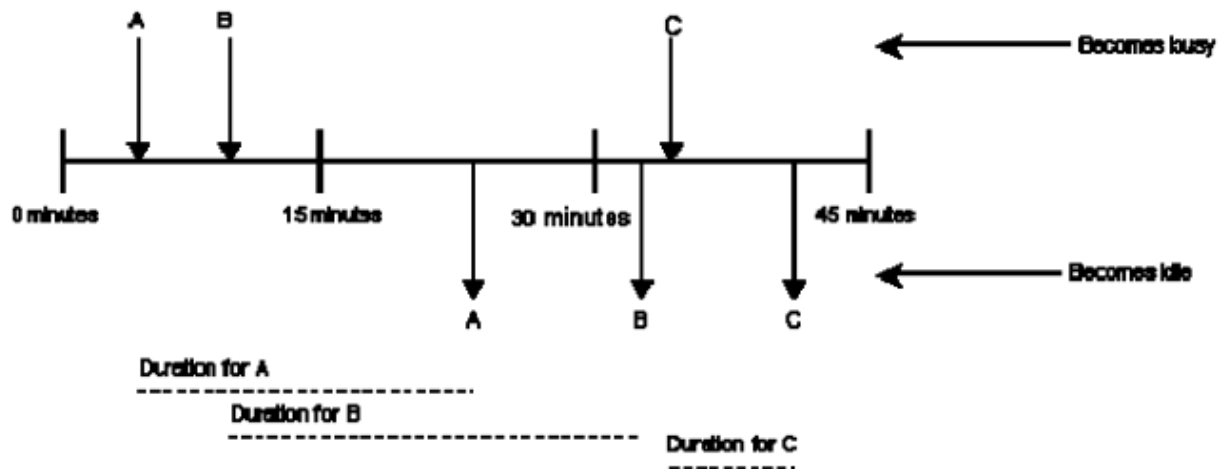 A B C
Becomes busy
0 minutes 15 minutes 30 minutes 45 minutes
Becomes idle
A B C
Duration for A
Duration for B
Duration for C